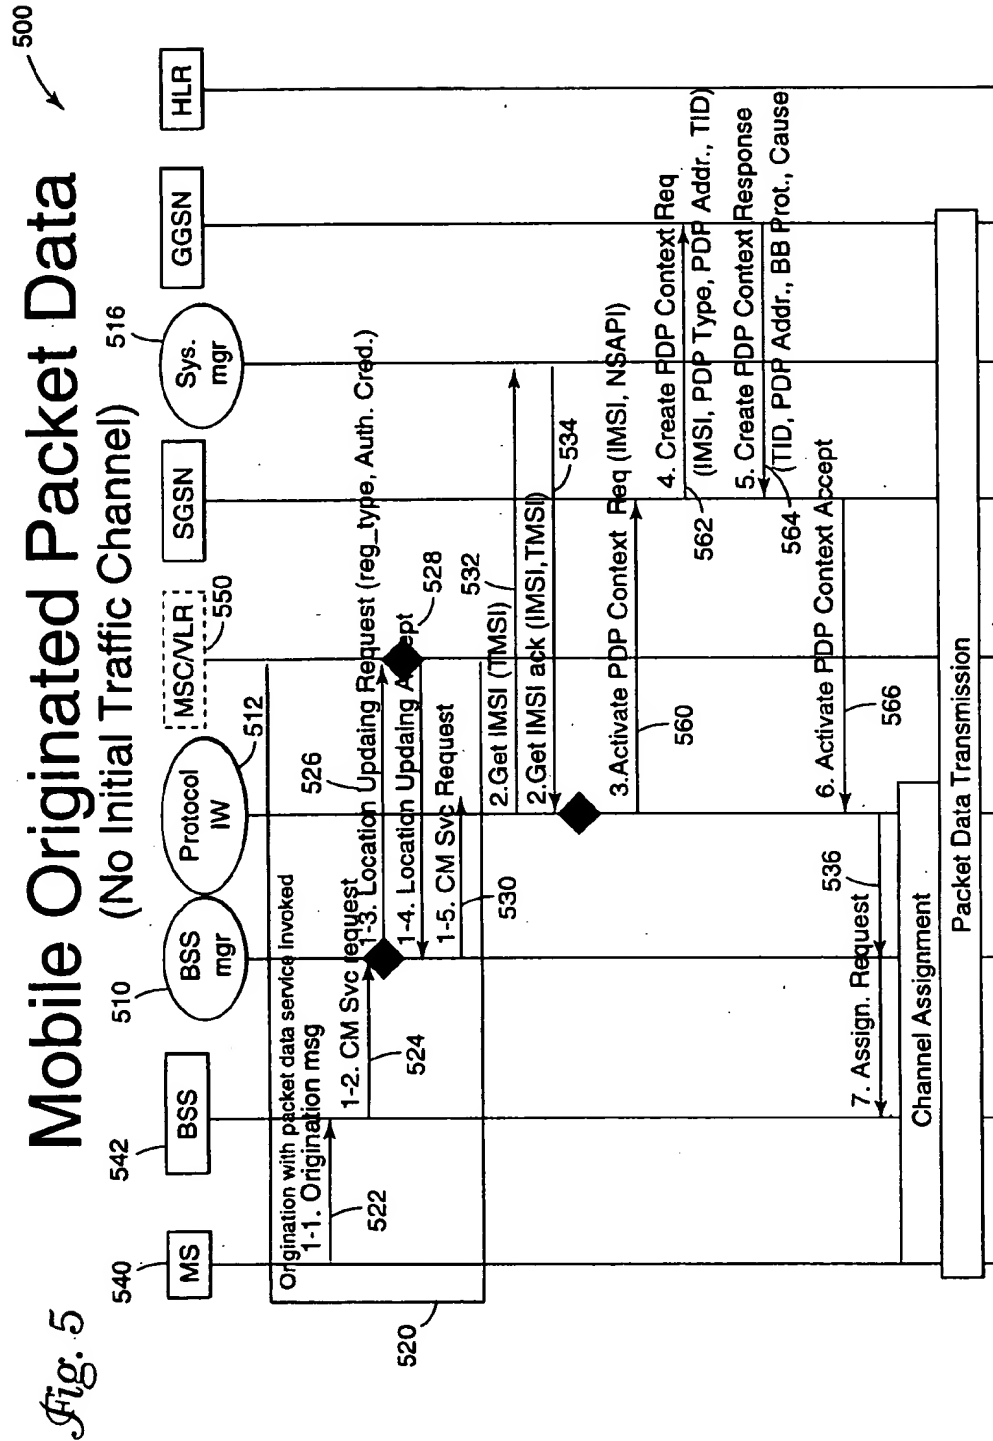 Fig. 5
Mobile Originated Packet Data
(No Initial Traffic Channel)
500
540
MS
542
BSS
510
BSS
mgr
Protocol
IW
512
MSC/VLR
550
SGSN
Sys.
mgr
516
GGSN
HLR
Origination with packet data service invoked
1-1. Origination msg
522
1-2. CM Svc request
524
526
1-3. Location Updaing Request (reg_type, Auth. Cred.)
1-4. Location Updaing Accept
528
1-5. CM Svc Request
530
520
2.Get IMSI (TMSI)
532
2.Get IMSI ack (IMSI,TMSI)
534
3.Activate PDP Context Req (IMSI, NSAPI)
560
4. Create PDP Context Req
(IMSI, PDP Type, PDP Addr., TID)
562
5. Create PDP Context Response
(TID, PDP Addr., BB Prot., Cause
564
6. Activate PDP Context Accept
566
7. Assign. Request
536
Channel Assignment
Packet Data Transmission